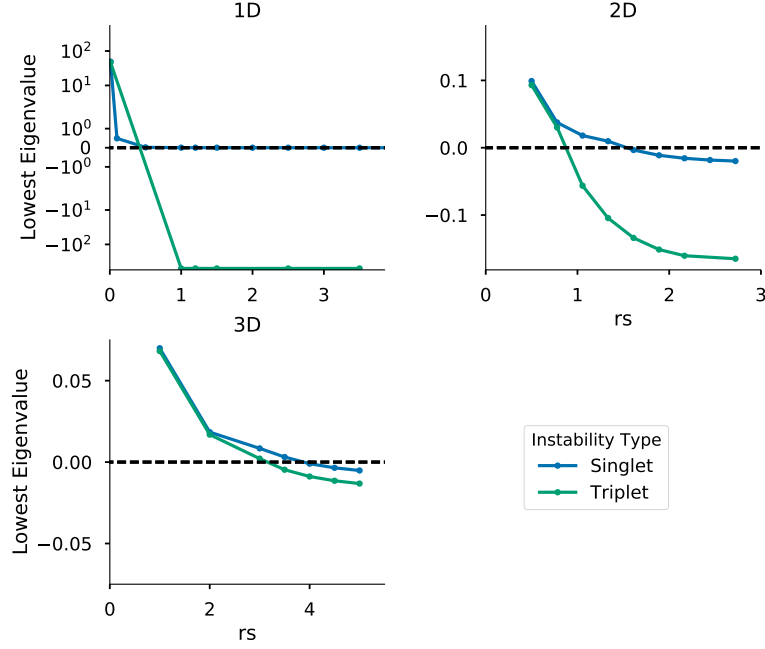 1D
Lowest Eigenvalue
10²
10¹
10⁰
0
−10⁰
−10¹
−10²
0 1 2 3
2D
0.1
0.0
−0.1
0 1 2 3
rs
3D
Lowest Eigenvalue
0.05
0.00
−0.05
0 2 4
rs
Instability Type
Singlet
Triplet